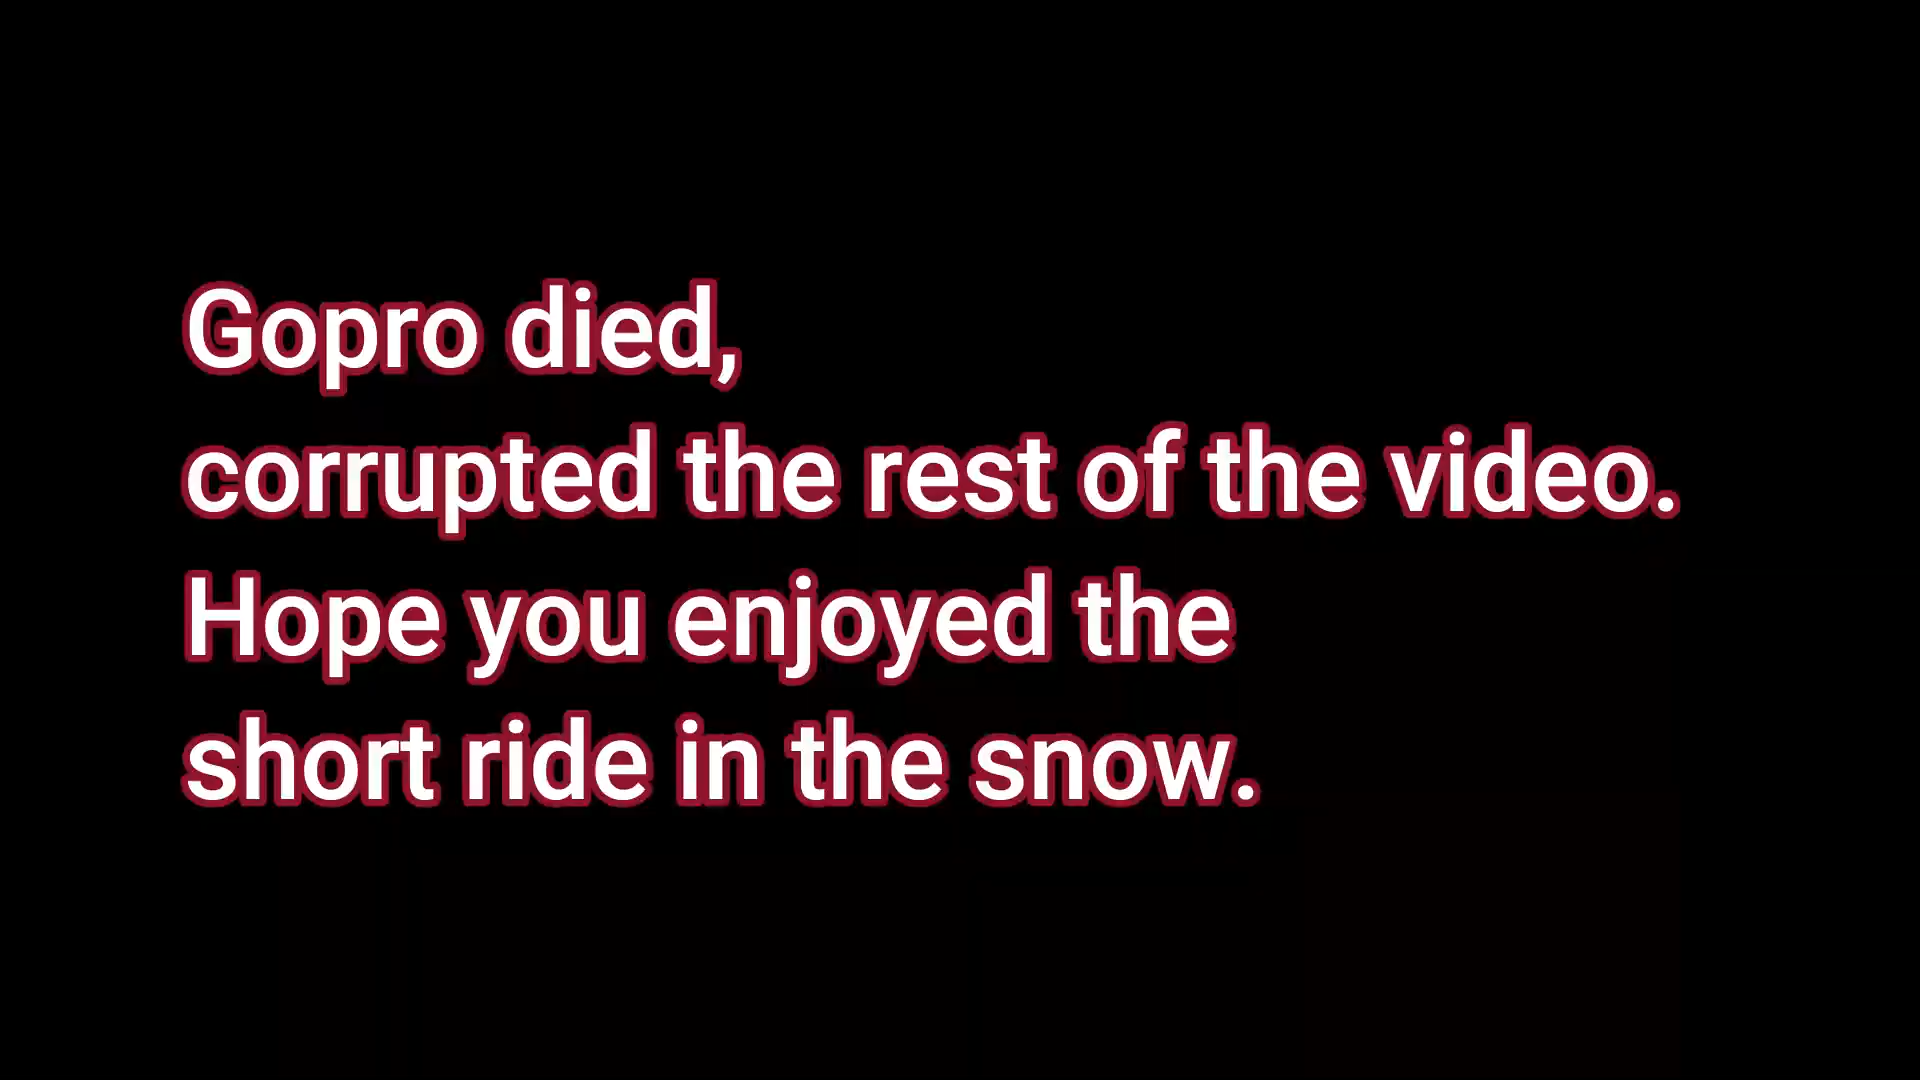 Gopro died,
corrupted the rest of the video.
Hope you enjoyed the
short ride in the snow.